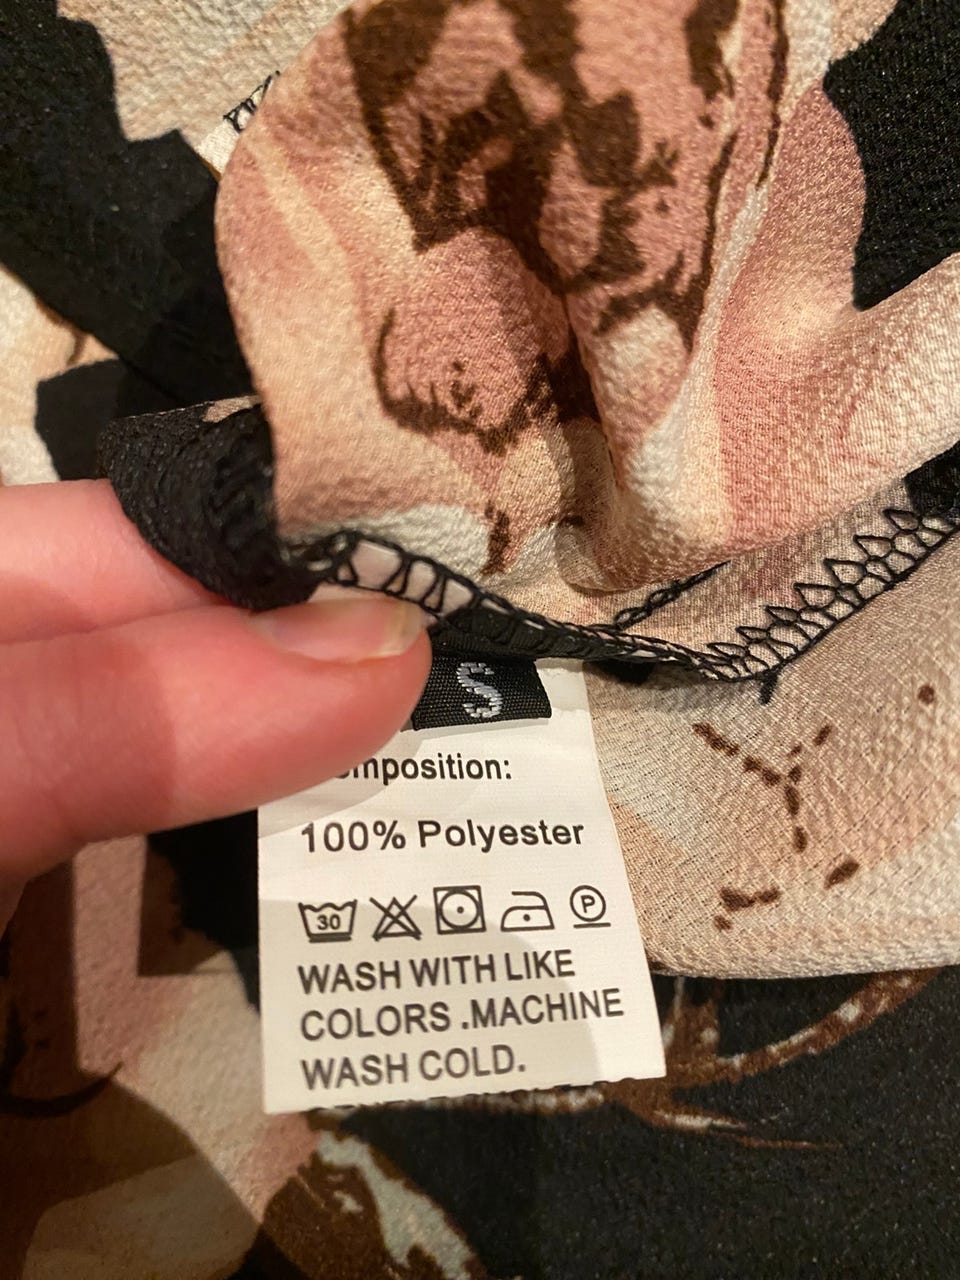 S
mposition:
100% Polyester
30 P
WASH WITH LIKE
COLORS .MACHINE
WASH COLD.